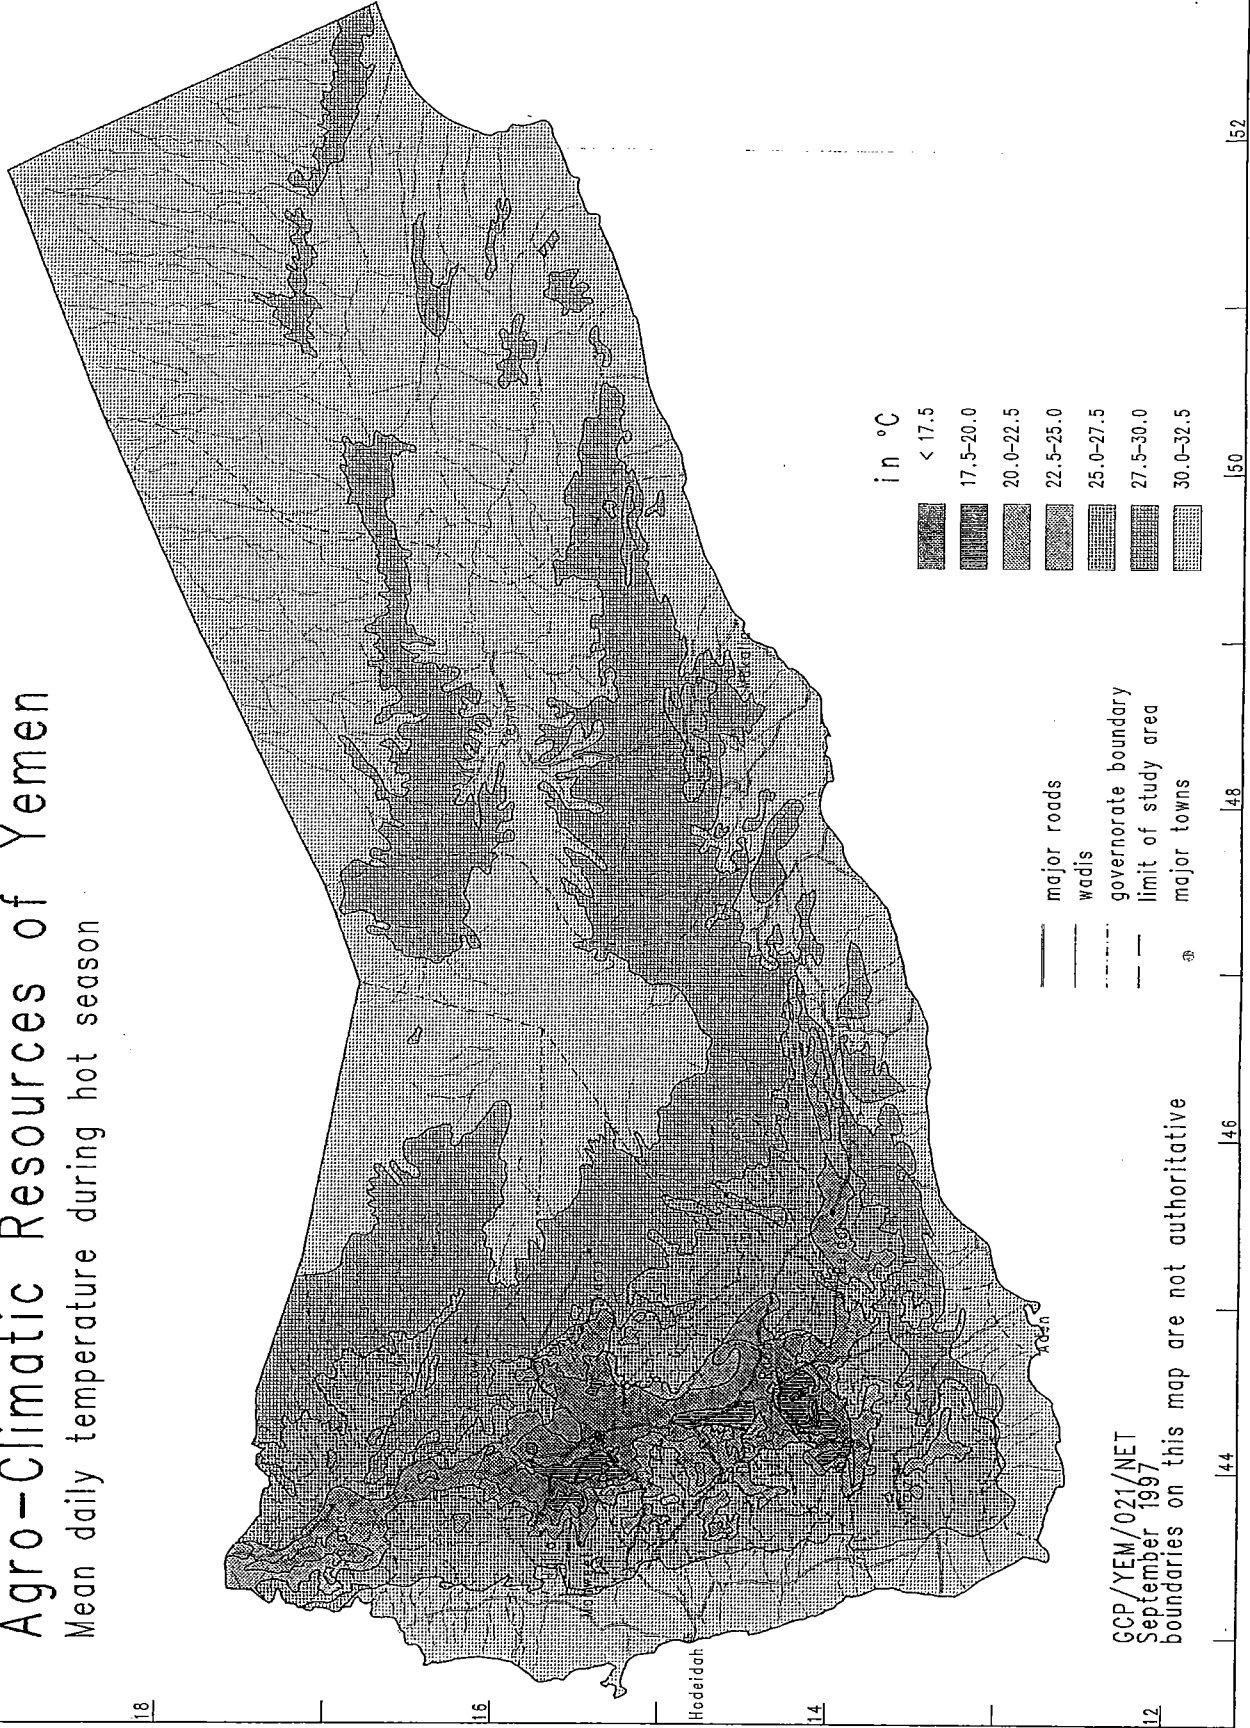 Agro-Climatic Resources of Yemen
Mean daily temperature during hot season
18
16
14
12
Hodeidah
Aden
in °C
< 17.5
17.5-20.0
20.0-22.5
22.5-25.0
25.0-27.5
27.5-30.0
30.0-32.5
major roads
wadis
governorate boundary
limit of study area
major towns
GCP/YEM/021/NET
September 1997
boundaries on this map are not authoritative
44
46
48
50
52